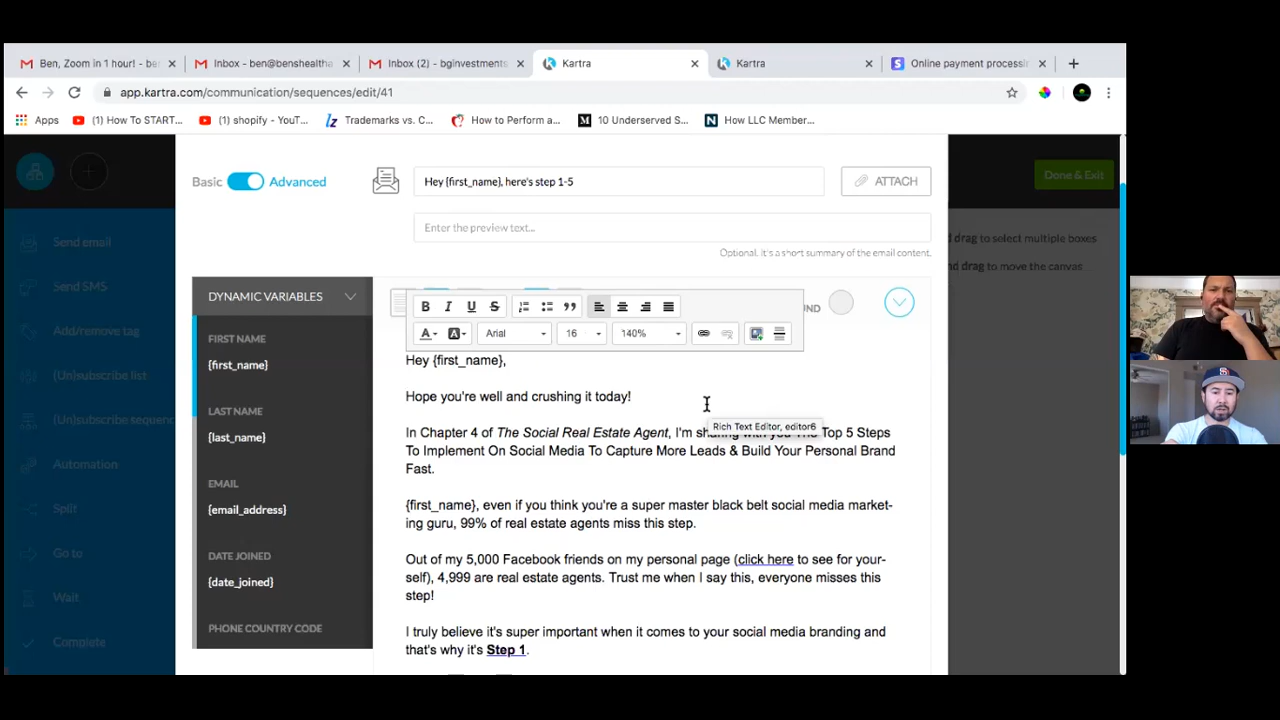 Ben, Zoom in 1 hour! - be
Inbox - ben@benshealtha
Inbox (2) - bginvestments
Kartra
Kartra
Online payment processin
app.kartra.com/communication/sequences/edit/41
Apps
(1) How To START...
(1) shopify - YouT...
Trademarks vs. C...
How to Perform a...
10 Underserved S...
How LLC Member...
Basic
Advanced
Hey {first_name}, here's step 1-5
ATTACH
Done & Exit
Enter the preview text...
Optional, it's a short summary of the email content.
Send email
Send SMS
Add/remove tag
(Un)subscribe list
(Un)subscribe sequenc
Automation
Split
Go to
Wait
Complete
drag to select multiple boxes
nd drag to move the canvas
DYNAMIC VARIABLES
FIRST NAME
{first_name}
LAST NAME
{last_name}
EMAIL
{email_address}
DATE JOINED
{date_joined}
PHONE COUNTRY CODE
UND
B I U S
A A Arial 16 140%
Hey {first_name},
Hope you're well and crushing it today!
Rich Text Editor, editor6
In Chapter 4 of The Social Real Estate Agent, I'm sharing with you The Top 5 Steps
To Implement On Social Media To Capture More Leads & Build Your Personal Brand
Fast.
{first_name}, even if you think you're a super master black belt social media market-
ing guru, 99% of real estate agents miss this step.
Out of my 5,000 Facebook friends on my personal page (click here to see for your-
self), 4,999 are real estate agents. Trust me when I say this, everyone misses this
step!
I truly believe it's super important when it comes to your social media branding and
that's why it's Step 1.